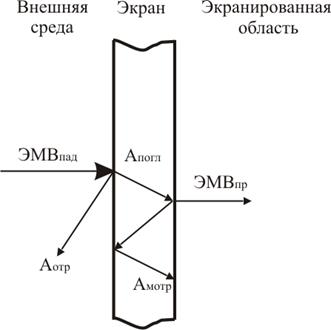 Внешняя
среда
Экран
Экранированная
область
ЭМВпад
Апогл
ЭМВпр
Аотр
Амотр